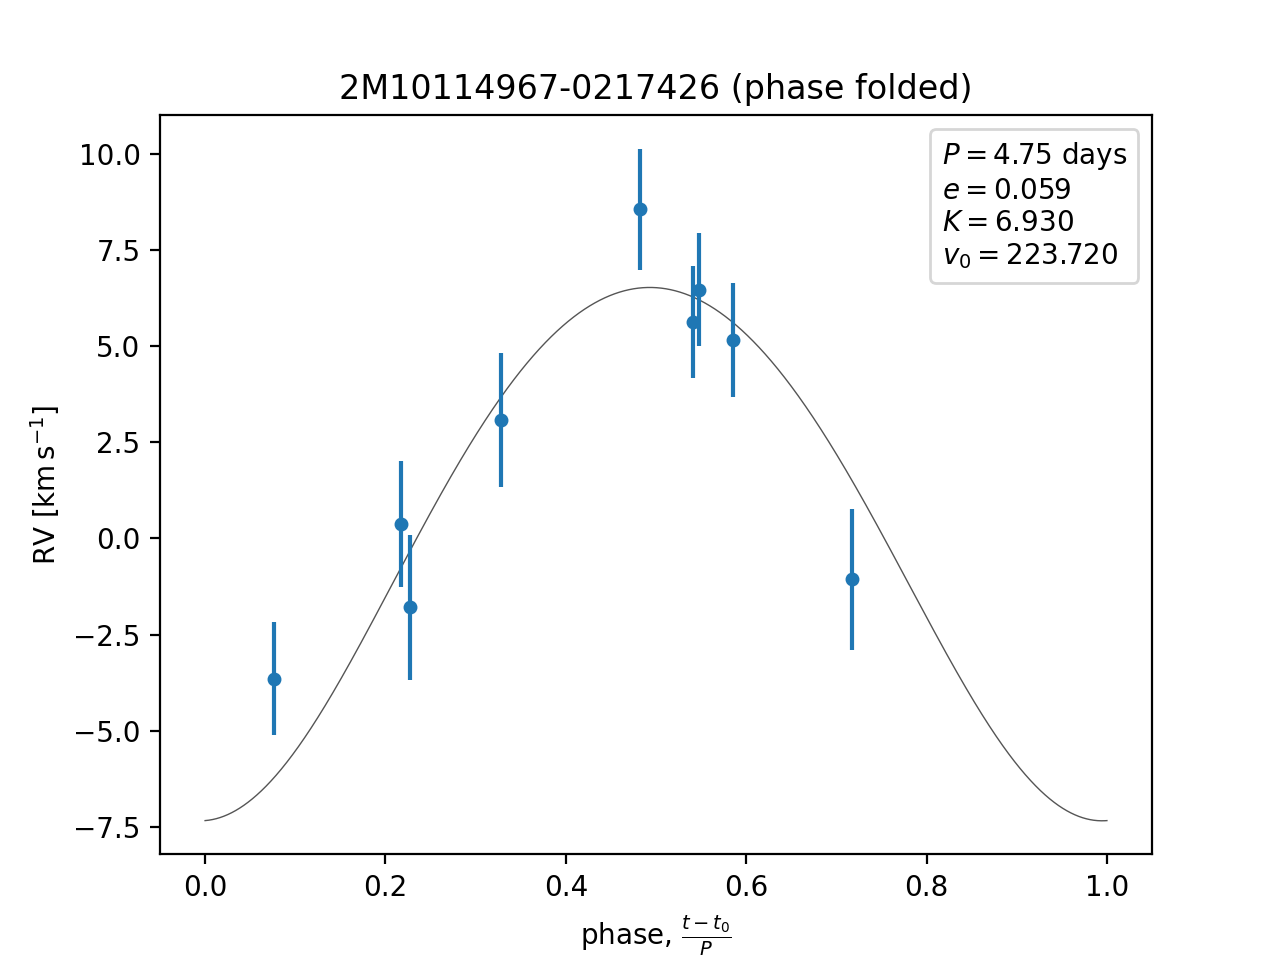 2M10114967-0217426 (phase folded)
P = 4.75 days
e = 0.059
K = 6.930
v₀ = 223.720
10.0
7.5
5.0
2.5
0.0
−2.5
−5.0
−7.5
RV [km s⁻¹]
0.0 0.2 0.4 0.6 0.8 1.0
phase, (t − t₀)/P